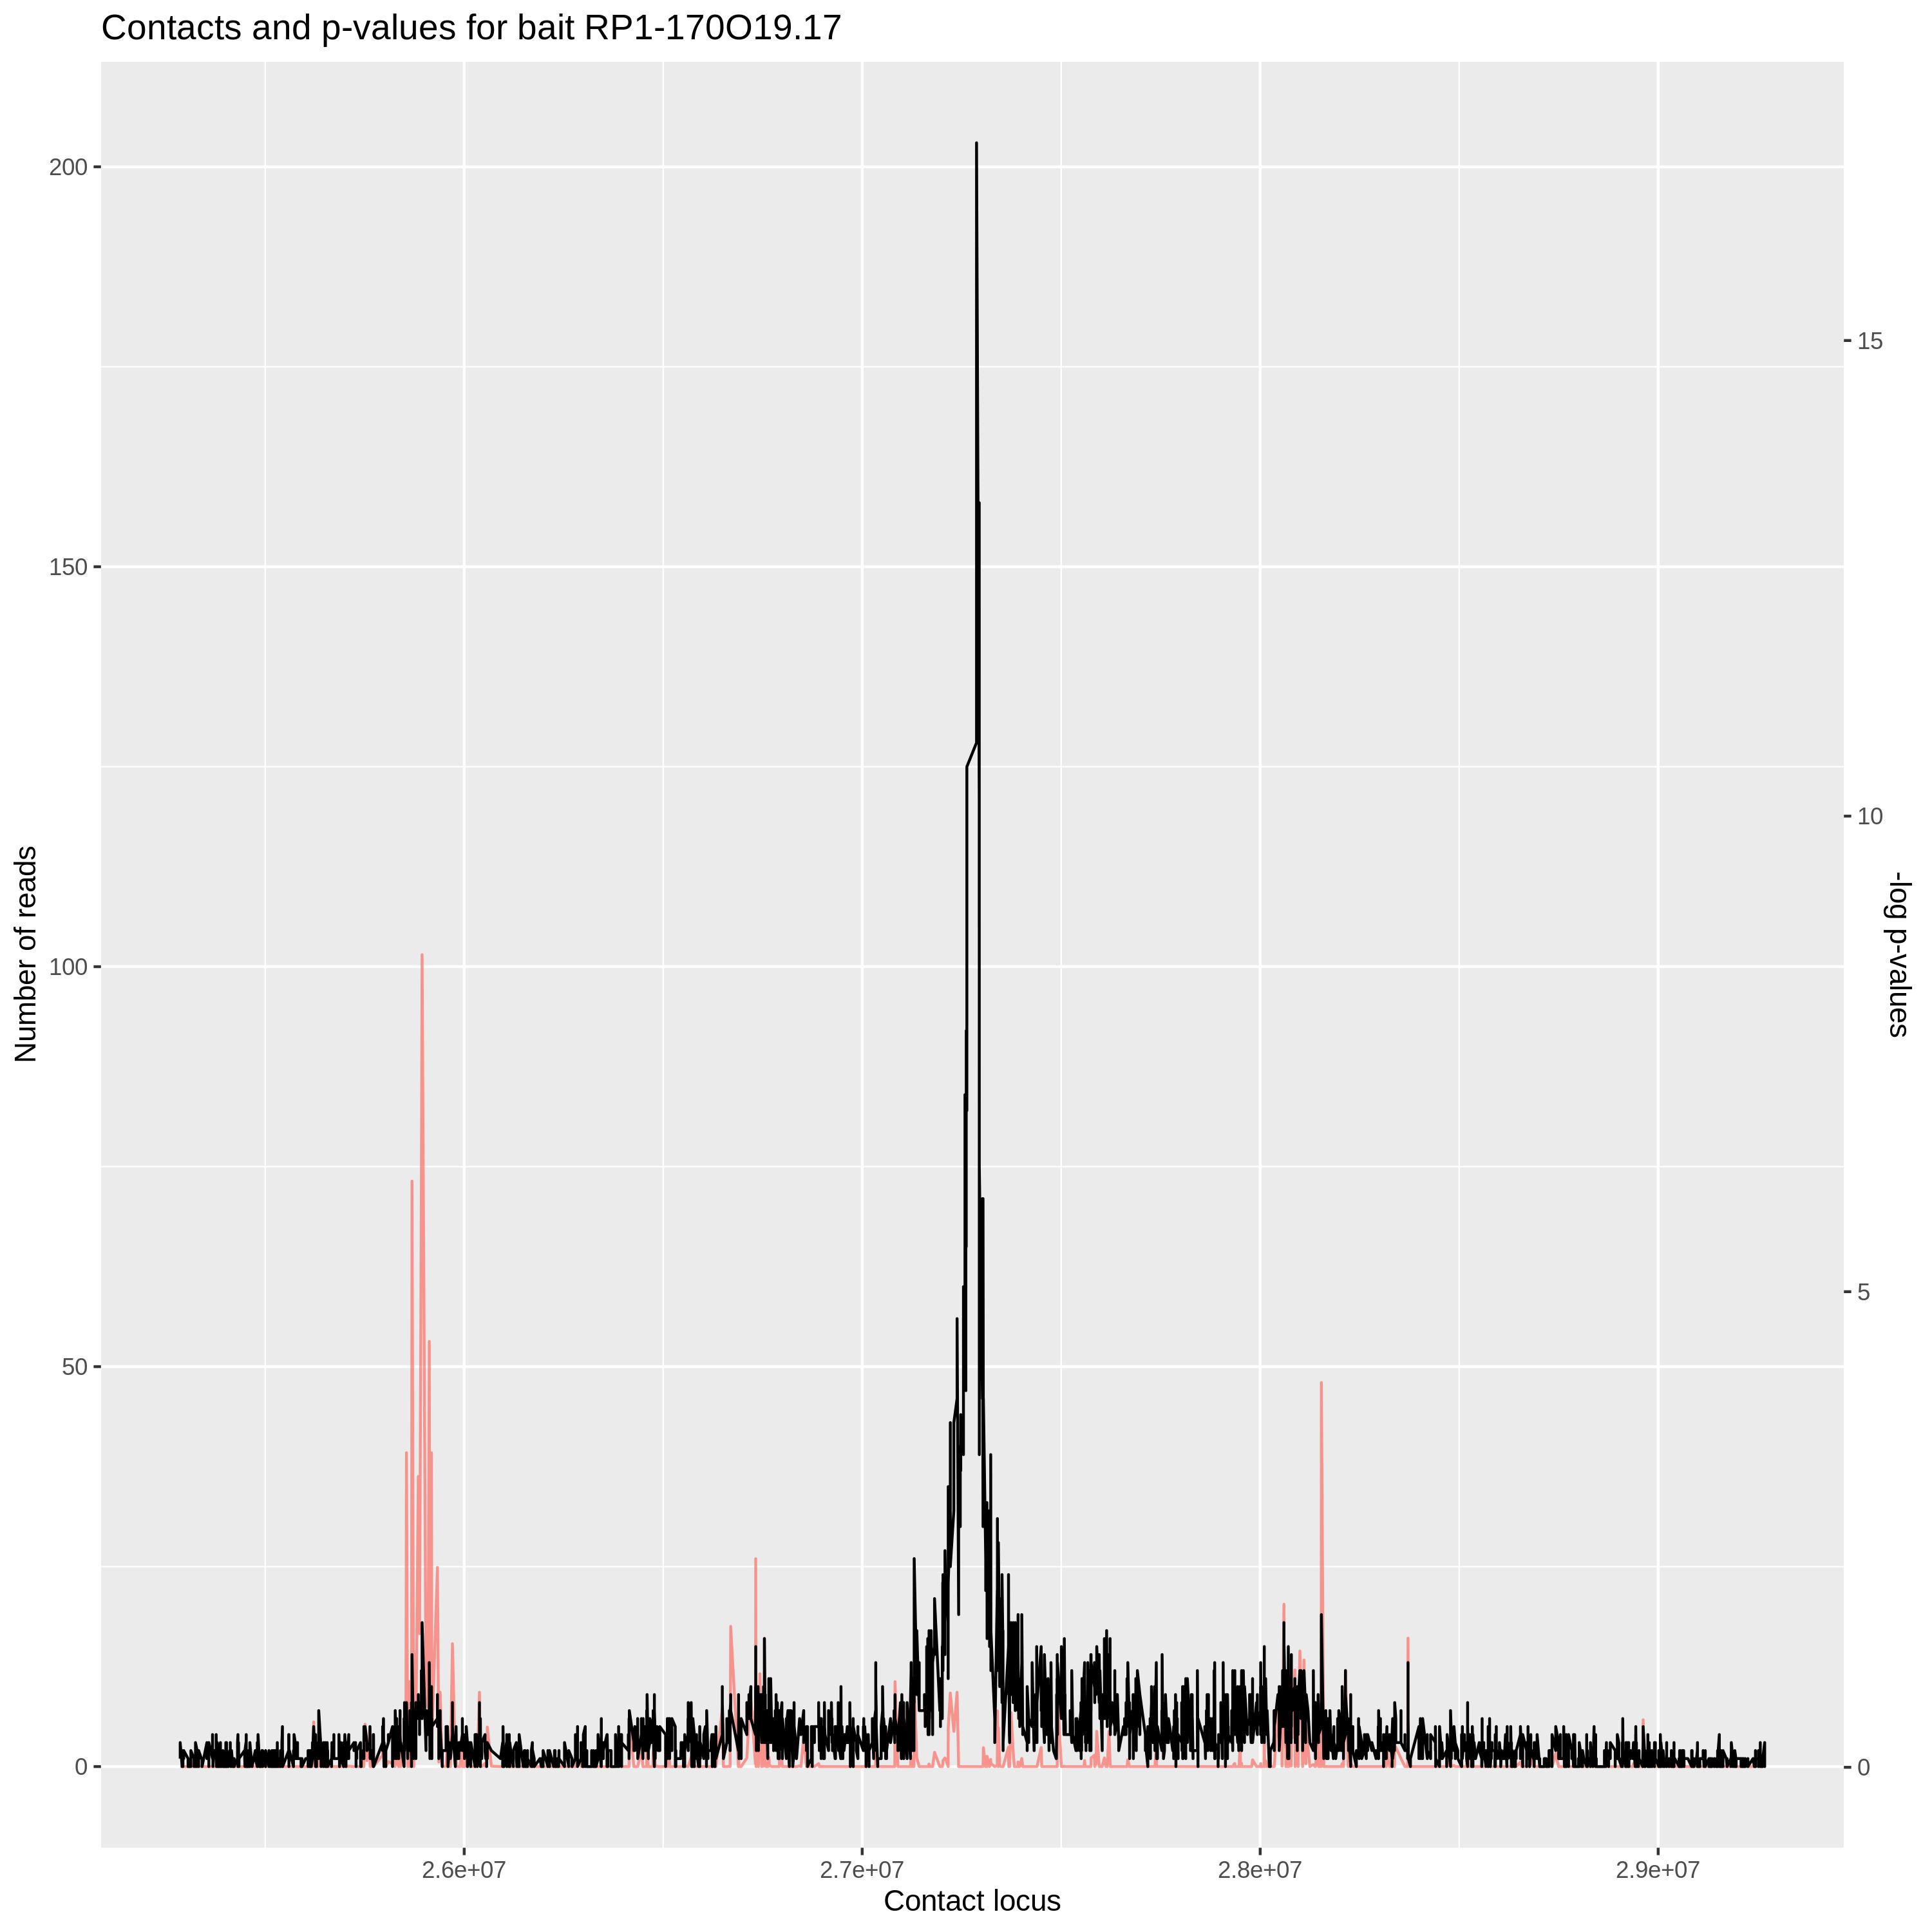 Contacts and p-values for bait RP1-170O19.17
200
150
100
50
0
Number of reads
15
10
5
0
-log p-values
2.6e+07
2.7e+07
2.8e+07
2.9e+07
Contact locus